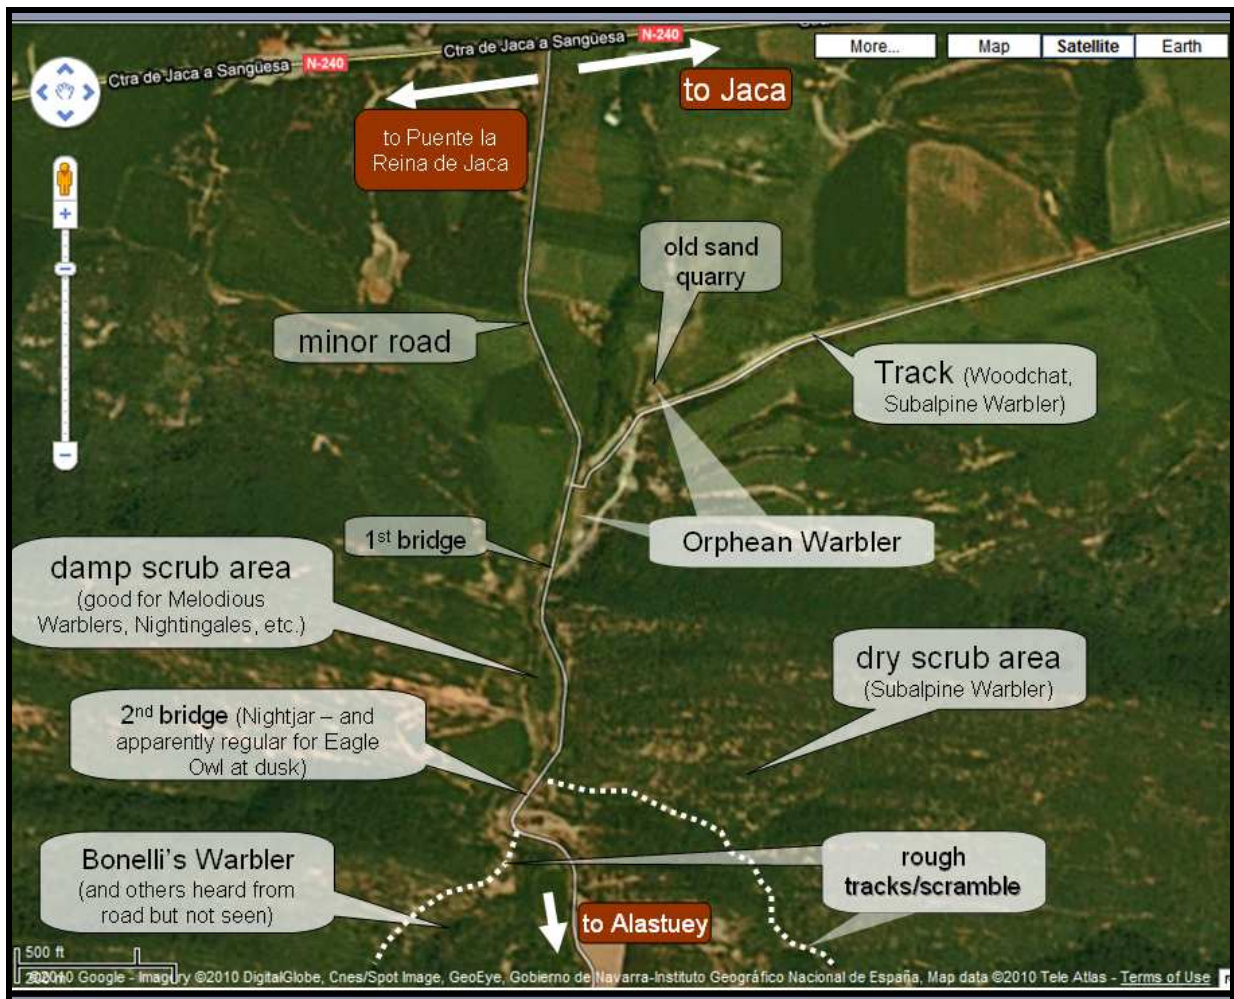 Ctra de Jaca a Sangüesa N-240
Ctra de Jaca a Sangüesa N-240
More...
Map
Satellite
Earth
to Jaca
to Puente la
Reina de Jaca
old sand
quarry
minor road
Track (Woodchat,
Subalpine Warbler)
1st bridge
Orphean Warbler
damp scrub area
(good for Melodious
Warblers, Nightingales, etc.)
dry scrub area
(Subalpine Warbler)
2nd bridge (Nightjar – and
apparently regular for Eagle
Owl at dusk)
Bonelli's Warbler
(and others heard from
road but not seen)
rough
tracks/scramble
to Alastuey
500 ft
200 m
©2010 Google - Imagery ©2010 DigitalGlobe, Cnes/Spot Image, GeoEye, Gobierno de Navarra-Instituto Geográfico Nacional de España, Map data ©2010 Tele Atlas - Terms of Use